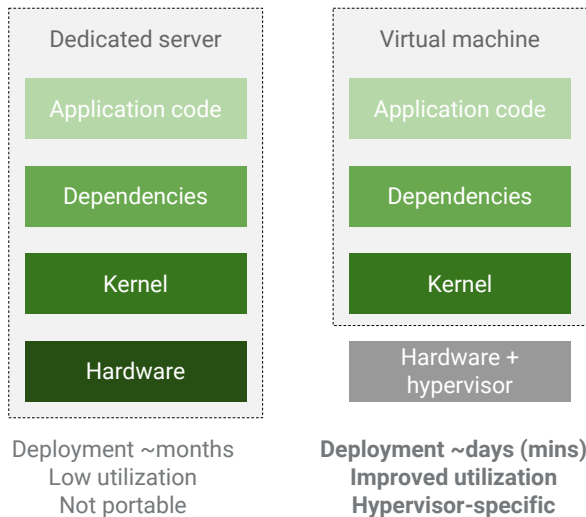 Dedicated server
Application code
Dependencies
Kernel
Hardware
Deployment ~months
Low utilization
Not portable
Virtual machine
Application code
Dependencies
Kernel
Hardware +
hypervisor
Deployment ~days (mins)
Improved utilization
Hypervisor-specific